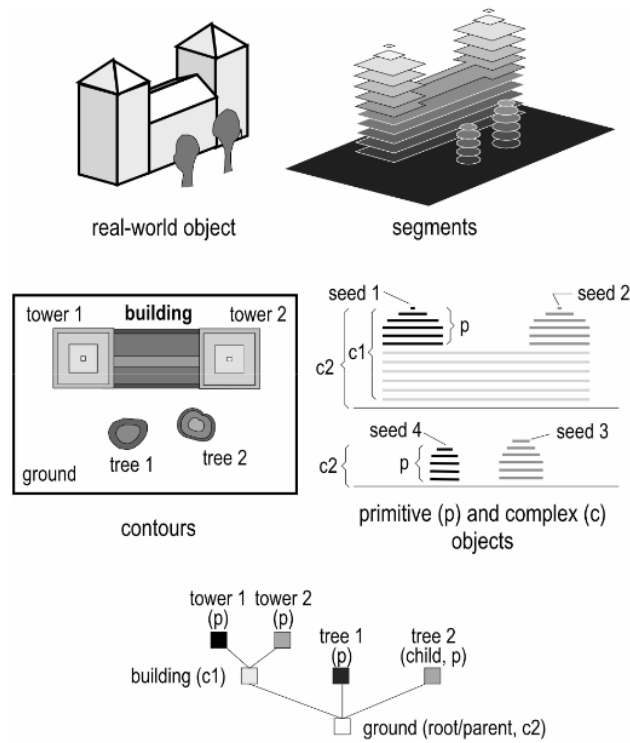 real-world object
segments
tower 1
building
tower 2
tree 1
tree 2
ground
contours
seed 1
seed 2
p
c1
c2
seed 4
seed 3
c2
p
primitive (p) and complex (c)
objects
tower 1
(p)
tower 2
(p)
tree 1
(p)
tree 2
(child, p)
building (c1)
ground (root/parent, c2)